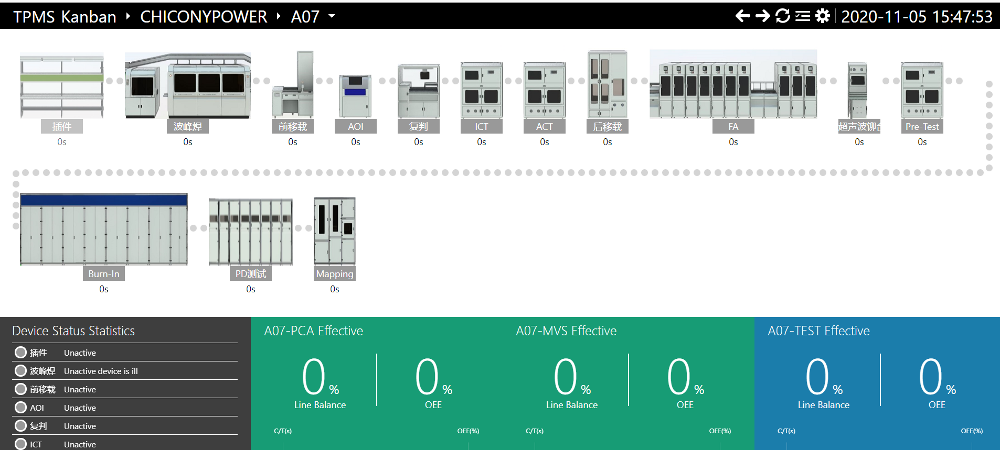 TPMS Kanban CHICONYPOWER A07 2020-11-05 15:47:53
插件 波峰焊 前移载 AOI 复判 ICT ACT 后移载 FA 超声波铆 Pre-Test
0s 0s 0s 0s 0s 0s 0s 0s 0s 0s 0s
Burn-In PD测试 Mapping
0s 0s 0s
Device Status Statistics
插件 Unactive
波峰焊 Unactive device is ill
前移载 Unactive
AOI Unactive
复判 Unactive
ICT Unactive
A07-PCA Effective
0 % 0 %
Line Balance OEE
C/T(s) OEE(%)
A07-MVS Effective
0 % 0 %
Line Balance OEE
C/T(s) OEE(%)
A07-TEST Effective
0 % 0 %
Line Balance OEE
C/T(s) OEE(%)